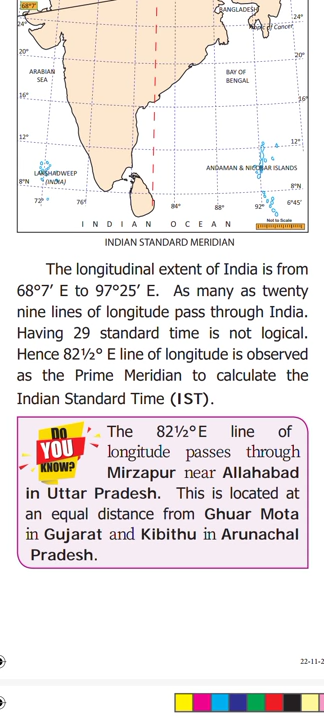 68°7'
BANGLADESH
24°
24°
Tropic of Cancer
20°
20°
ARABIAN
SEA
BAY OF
BENGAL
16°
16°
12°
12°
LAKSHADWEEP
(INDIA)
ANDAMAN & NICOBAR ISLANDS
8°N
8°N
72°
76°
84°
88°
92°
6°45'
INDIAN OCEAN
Not to Scale
INDIAN STANDARD MERIDIAN
The longitudinal extent of India is from
68°7′ E to 97°25′ E. As many as twenty
nine lines of longitude pass through India.
Having 29 standard time is not logical.
Hence 82½° E line of longitude is observed
as the Prime Meridian to calculate the
Indian Standard Time (IST).
DO
YOU
KNOW?
The 82½°E line of
longitude passes through
Mirzapur near Allahabad
in Uttar Pradesh. This is located at
an equal distance from Ghuar Mota
in Gujarat and Kibithu in Arunachal
Pradesh.
22-11-2